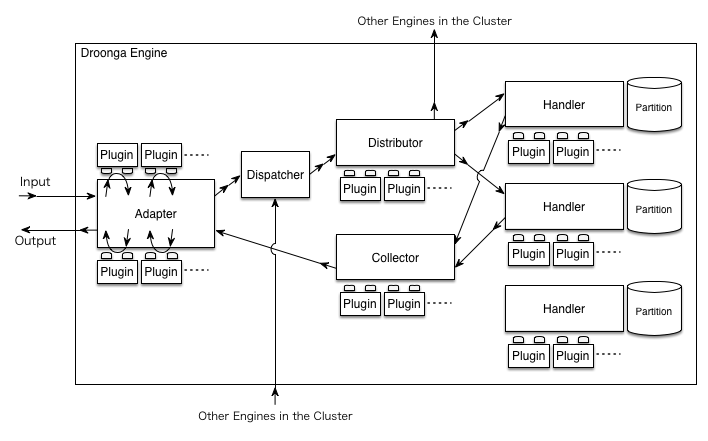 Other Engines in the Cluster
Droonga Engine
Handler
Partition
Distributor
Plugin Plugin
Plugin Plugin
Dispatcher
Plugin Plugin
Input
Adapter
Handler
Partition
Output
Plugin Plugin
Collector
Plugin Plugin
Plugin Plugin
Handler
Partition
Plugin Plugin
Other Engines in the Cluster